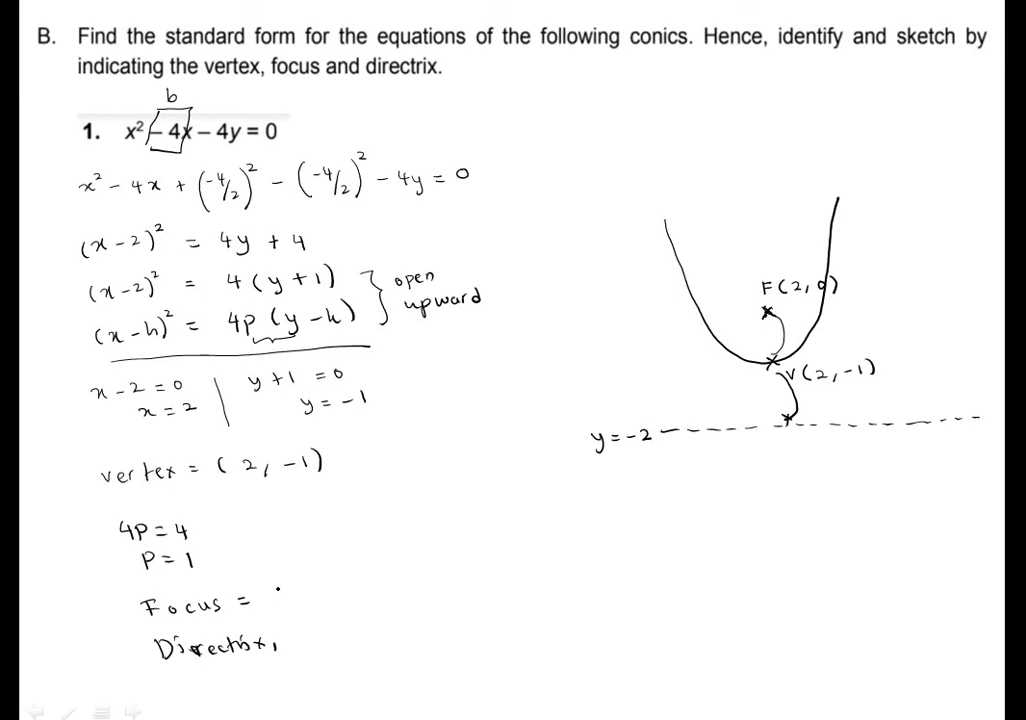 B. Find the standard form for the equations of the following conics. Hence, identify and sketch by
indicating the vertex, focus and directrix.
b
1. x² – 4x – 4y = 0
x² - 4x + (-4/2)² - (-4/2)² - 4y = 0
(x - 2)² = 4y + 4
(x - 2)² = 4(y + 1)
(x - h)² = 4P(y - k)
open
upward
x - 2 = 0
x = 2
y + 1 = 0
y = -1
vertex = (2, -1)
4P = 4
P = 1
Focus =
Directrix,
F(2, 0)
V(2, -1)
y = -2